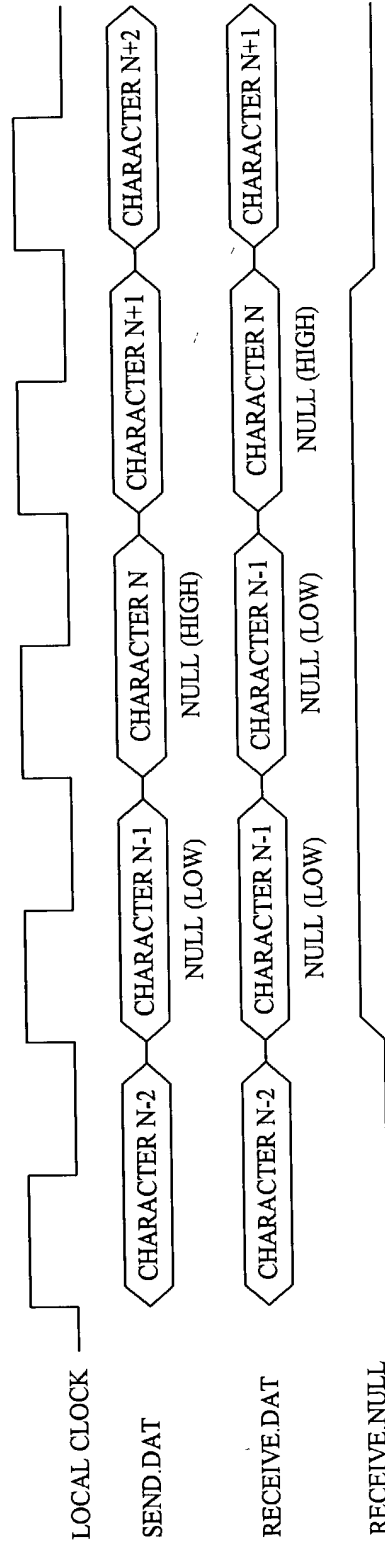 LOCAL CLOCK
SEND.DAT CHARACTER N-2 CHARACTER N-1 CHARACTER N CHARACTER N+1 CHARACTER N+2
NULL (LOW) NULL (HIGH)
RECEIVE.DAT CHARACTER N-2 CHARACTER N-1 CHARACTER N-1 CHARACTER N CHARACTER N+1
NULL (LOW) NULL (LOW) NULL (HIGH)
RECEIVE.NULL